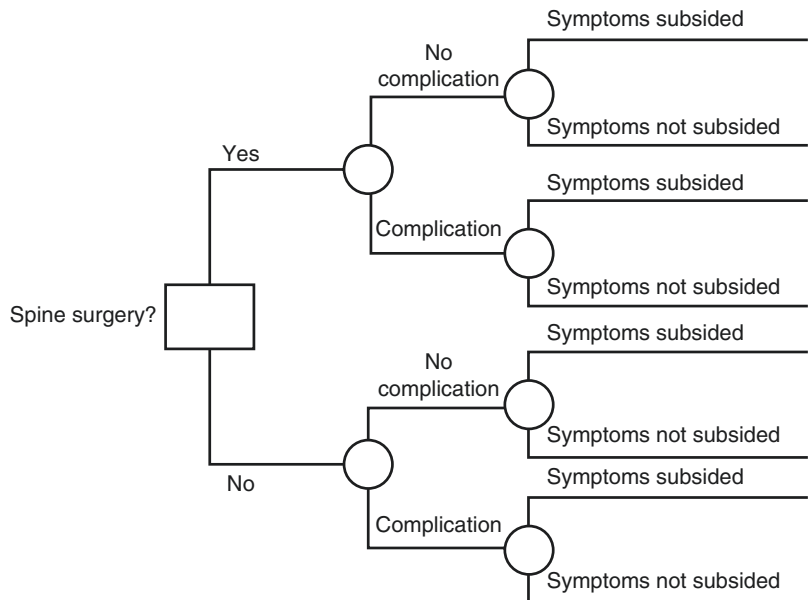 Symptoms subsided
No
complication
Symptoms not subsided
Yes
Symptoms subsided
Complication
Symptoms not subsided
Spine surgery?
Symptoms subsided
No
complication
Symptoms not subsided
Symptoms subsided
No
Complication
Symptoms not subsided